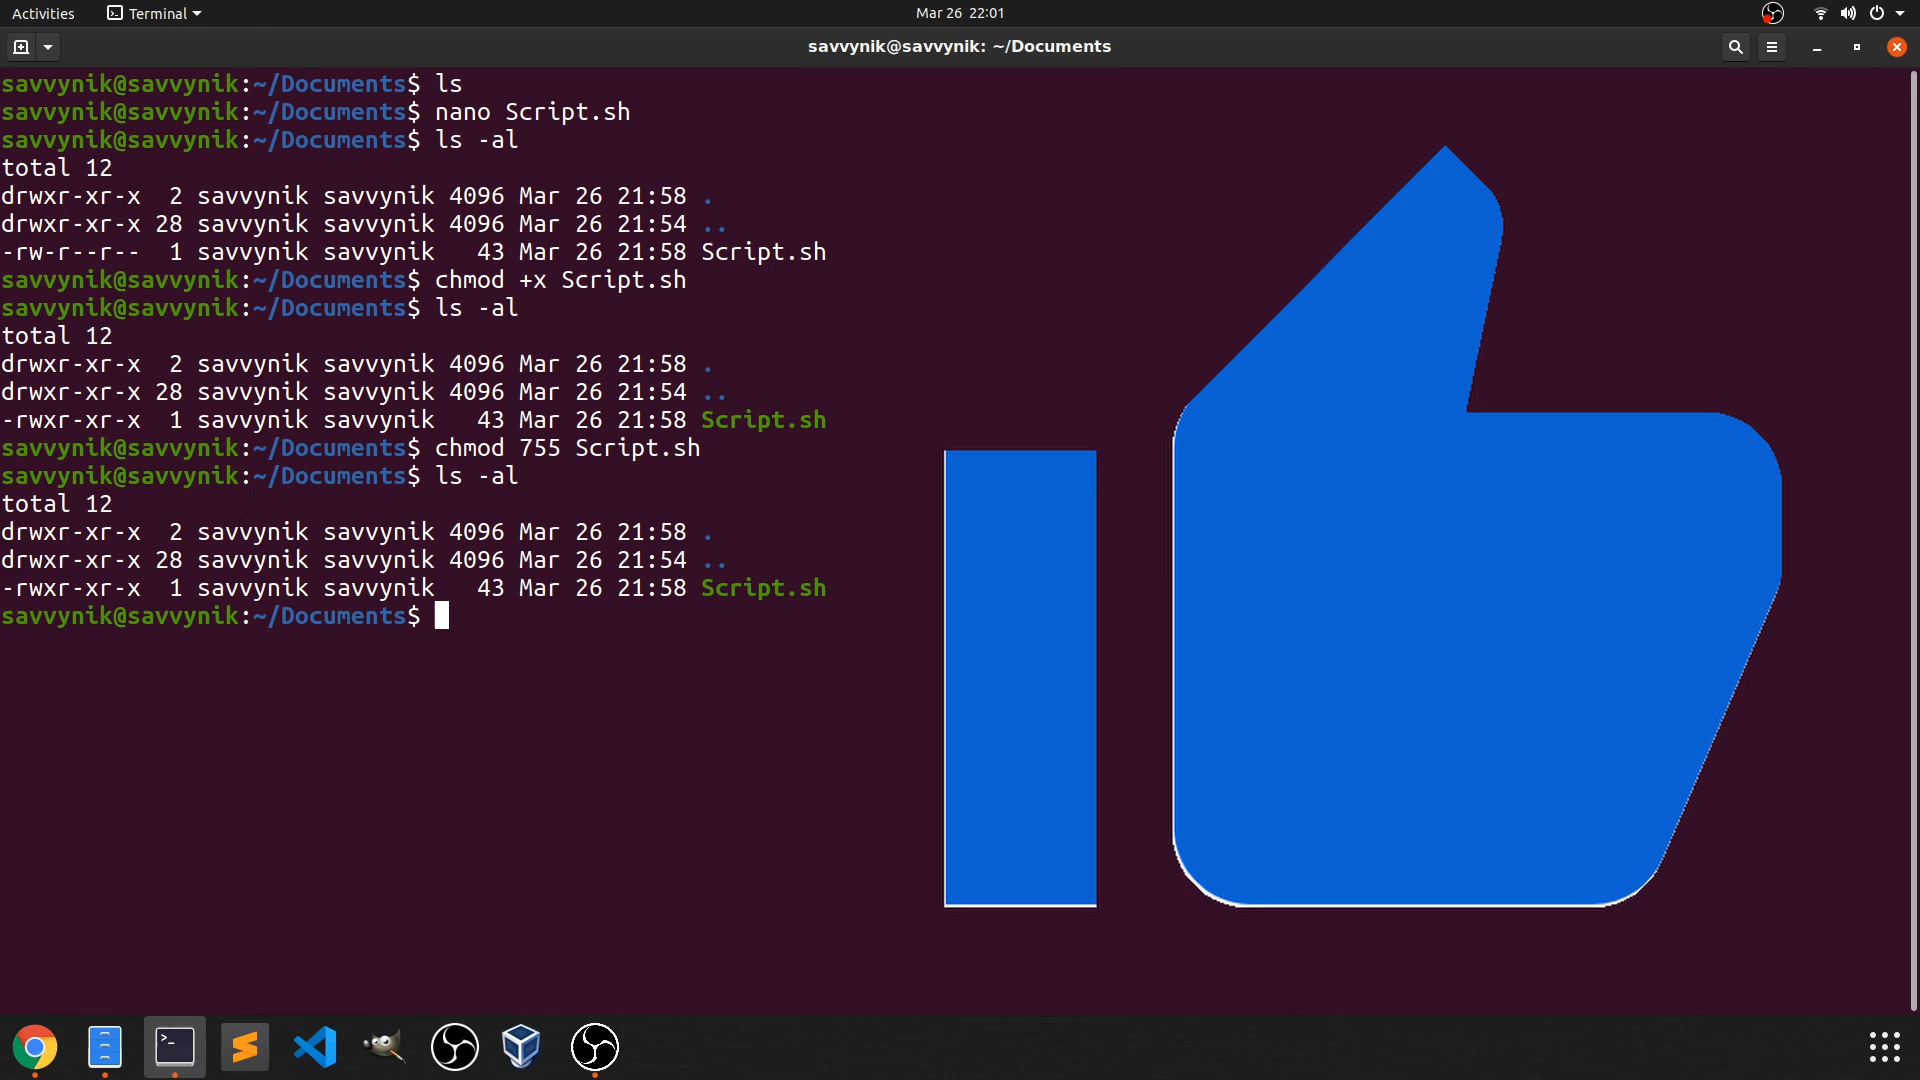 Activities Terminal Mar 26 22:01
savvynik@savvynik: ~/Documents
savvynik@savvynik:~/Documents$ ls
savvynik@savvynik:~/Documents$ nano Script.sh
savvynik@savvynik:~/Documents$ ls -al
total 12
drwxr-xr-x  2 savvynik savvynik 4096 Mar 26 21:58 .
drwxr-xr-x 28 savvynik savvynik 4096 Mar 26 21:54 ..
-rw-r--r--  1 savvynik savvynik   43 Mar 26 21:58 Script.sh
savvynik@savvynik:~/Documents$ chmod +x Script.sh
savvynik@savvynik:~/Documents$ ls -al
total 12
drwxr-xr-x  2 savvynik savvynik 4096 Mar 26 21:58 .
drwxr-xr-x 28 savvynik savvynik 4096 Mar 26 21:54 ..
-rwxr-xr-x  1 savvynik savvynik   43 Mar 26 21:58 Script.sh
savvynik@savvynik:~/Documents$ chmod 755 Script.sh
savvynik@savvynik:~/Documents$ ls -al
total 12
drwxr-xr-x  2 savvynik savvynik 4096 Mar 26 21:58 .
drwxr-xr-x 28 savvynik savvynik 4096 Mar 26 21:54 ..
-rwxr-xr-x  1 savvynik savvynik   43 Mar 26 21:58 Script.sh
savvynik@savvynik:~/Documents$